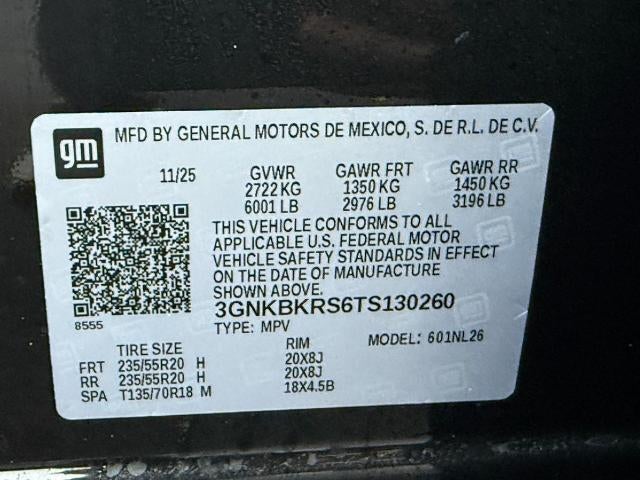 gm
MFD BY GENERAL MOTORS DE MEXICO, S. DE R.L. DE C.V.
11/25 GVWR GAWR FRT GAWR RR
2722 KG 1350 KG 1450 KG
6001 LB 2976 LB 3196 LB
THIS VEHICLE CONFORMS TO ALL
APPLICABLE U.S. FEDERAL MOTOR
VEHICLE SAFETY STANDARDS IN EFFECT
ON THE DATE OF MANUFACTURE
SHOWN ABOVE.
8555
3GNKBKRS6TS130260
TYPE: MPV MODEL: 601NL26
TIRE SIZE RIM
FRT 235/55R20 H 20X8J
RR 235/55R20 H 20X8J
SPA T135/70R18 M 18X4.5B